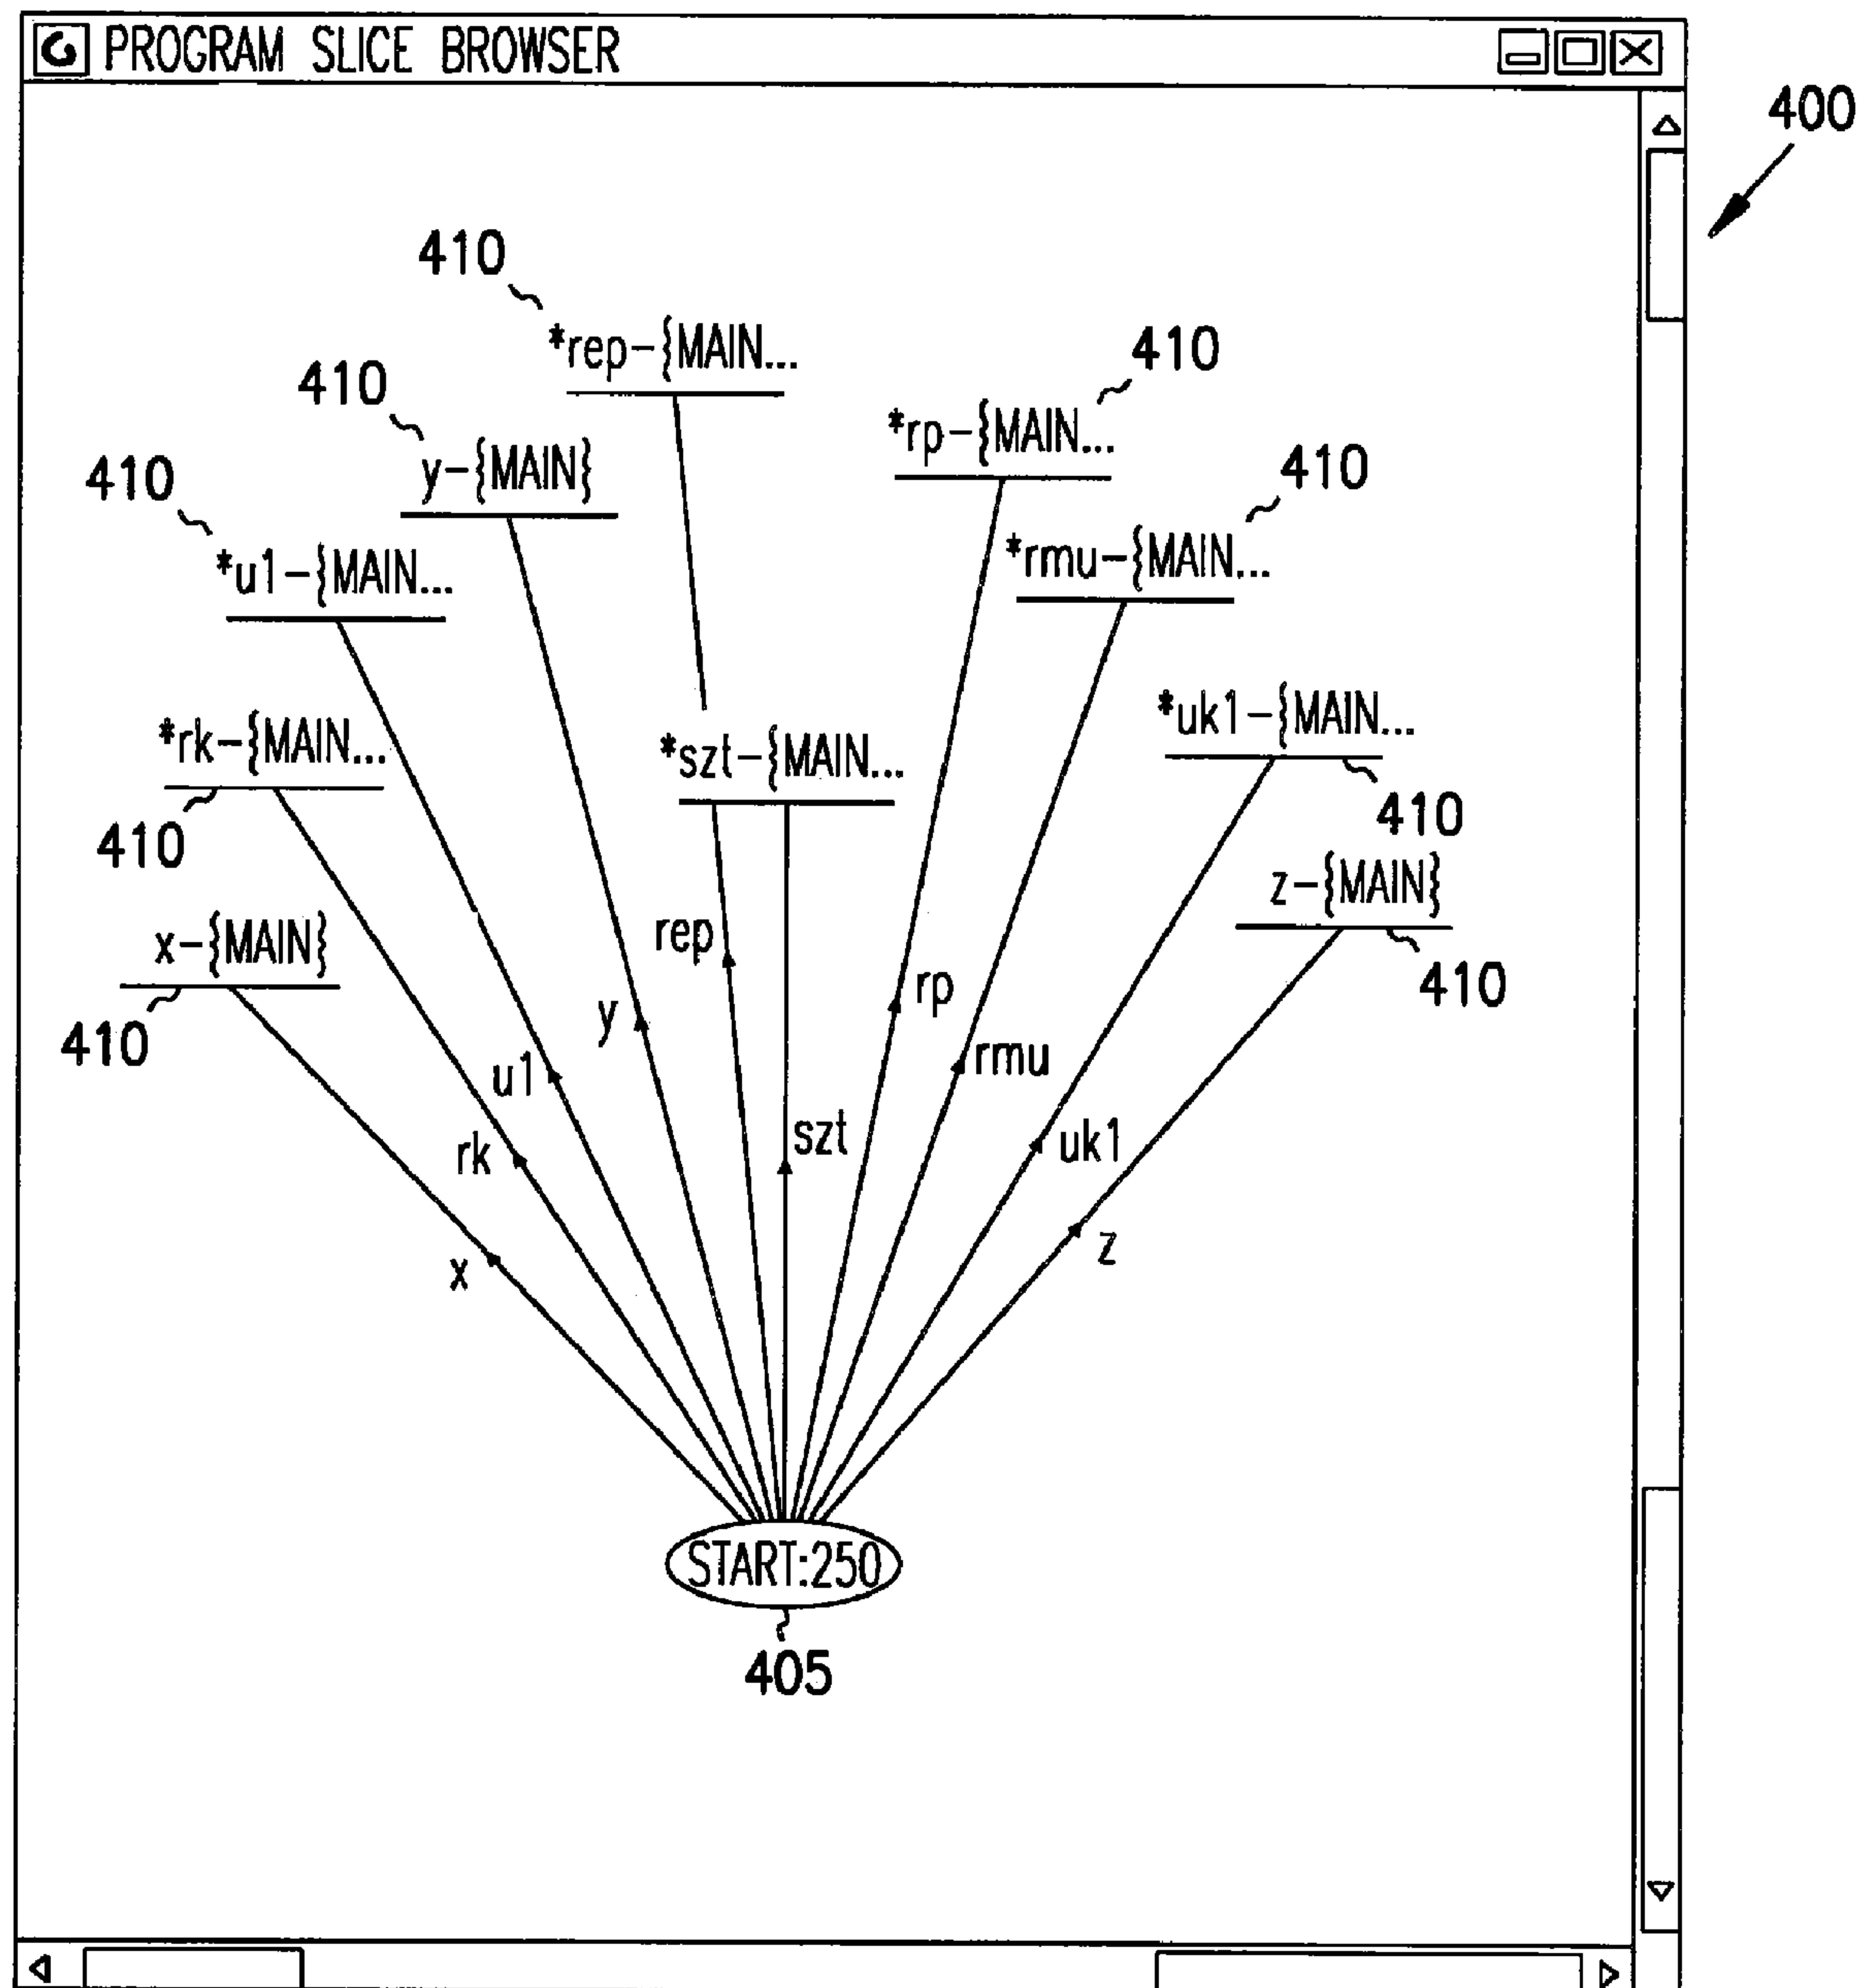 PROGRAM SLICE BROWSER
400
410
*rep-{MAIN...
410
*rp-{MAIN...
410
y-{MAIN}
410
*rmu-{MAIN...
410
*u1-{MAIN...
*uk1-{MAIN...
410
*rk-{MAIN...
410
*szt-{MAIN...
z-{MAIN}
410
x-{MAIN}
410
rep
rp
y
rmu
u1
szt
uk1
rk
z
x
START:250
405